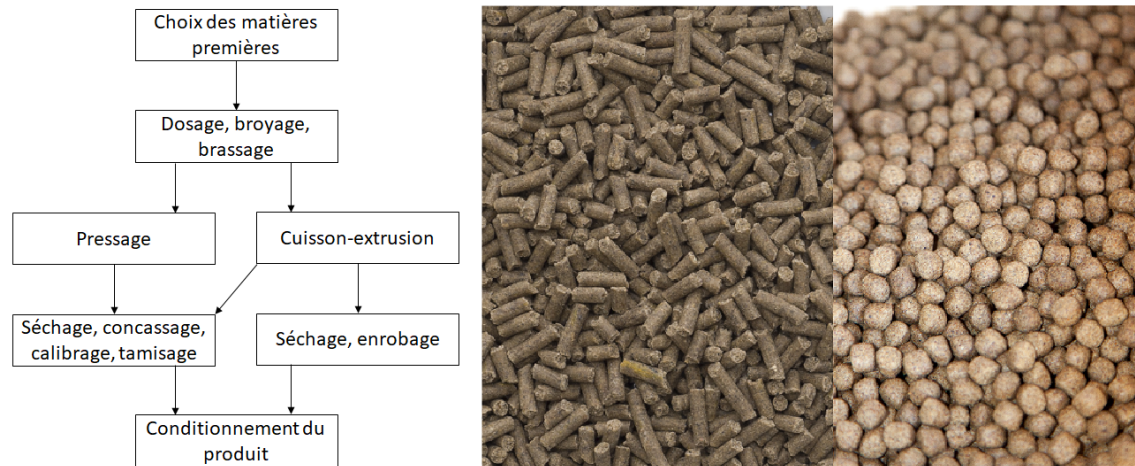 Choix des matières
premières
Dosage, broyage,
brassage
Pressage
Cuisson-extrusion
Séchage, concassage,
calibrage, tamisage
Séchage, enrobage
Conditionnement du
produit